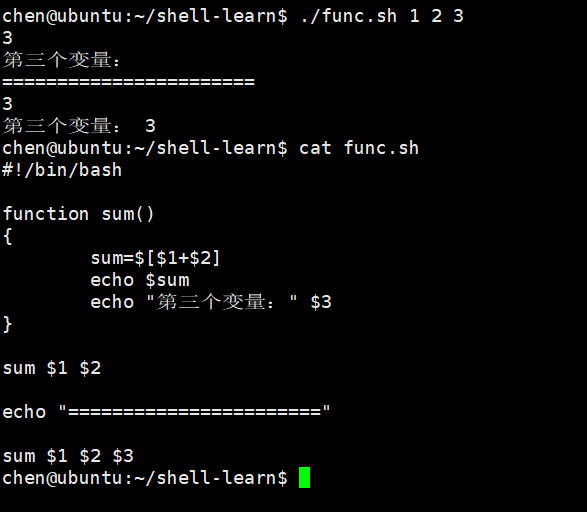 chen@ubuntu:~/shell-learn$ ./func.sh 1 2 3
3
第三个变量：
=======================
3
第三个变量： 3
chen@ubuntu:~/shell-learn$ cat func.sh
#!/bin/bash
function sum()
{
sum=$[$1+$2]
echo $sum
echo "第三个变量：" $3
}
sum $1 $2
echo "======================="
sum $1 $2 $3
chen@ubuntu:~/shell-learn$